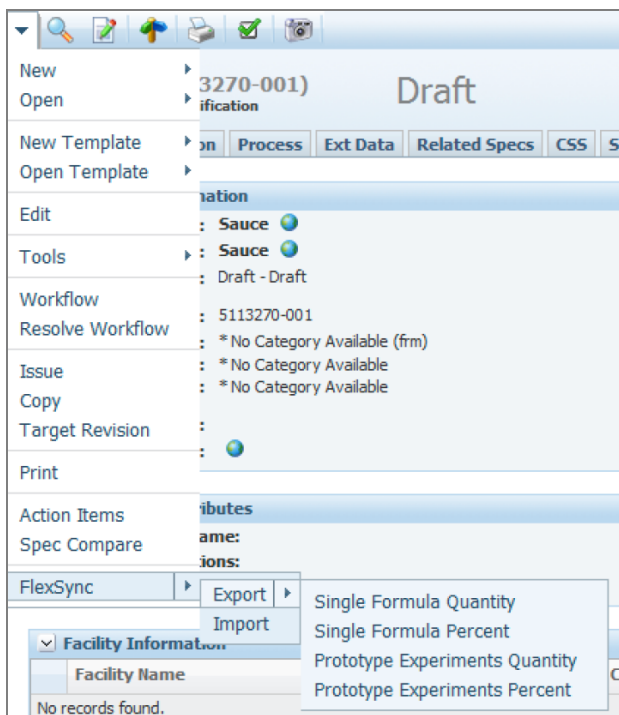 New
Open
New Template
Open Template
Edit
Tools
Workflow
Resolve Workflow
Issue
Copy
Target Revision
Print
Action Items
Spec Compare
FlexSync
Export
Import
Single Formula Quantity
Single Formula Percent
Prototype Experiments Quantity
Prototype Experiments Percent
3270-001) Draft
ification
on Process Ext Data Related Specs CSS S
nation
: Sauce
: Sauce
: Draft - Draft
: 5113270-001
: *No Category Available (frm)
: *No Category Available
: *No Category Available
:
:
ributes
ame:
ions:
Facility Information
Facility Name
No records found.